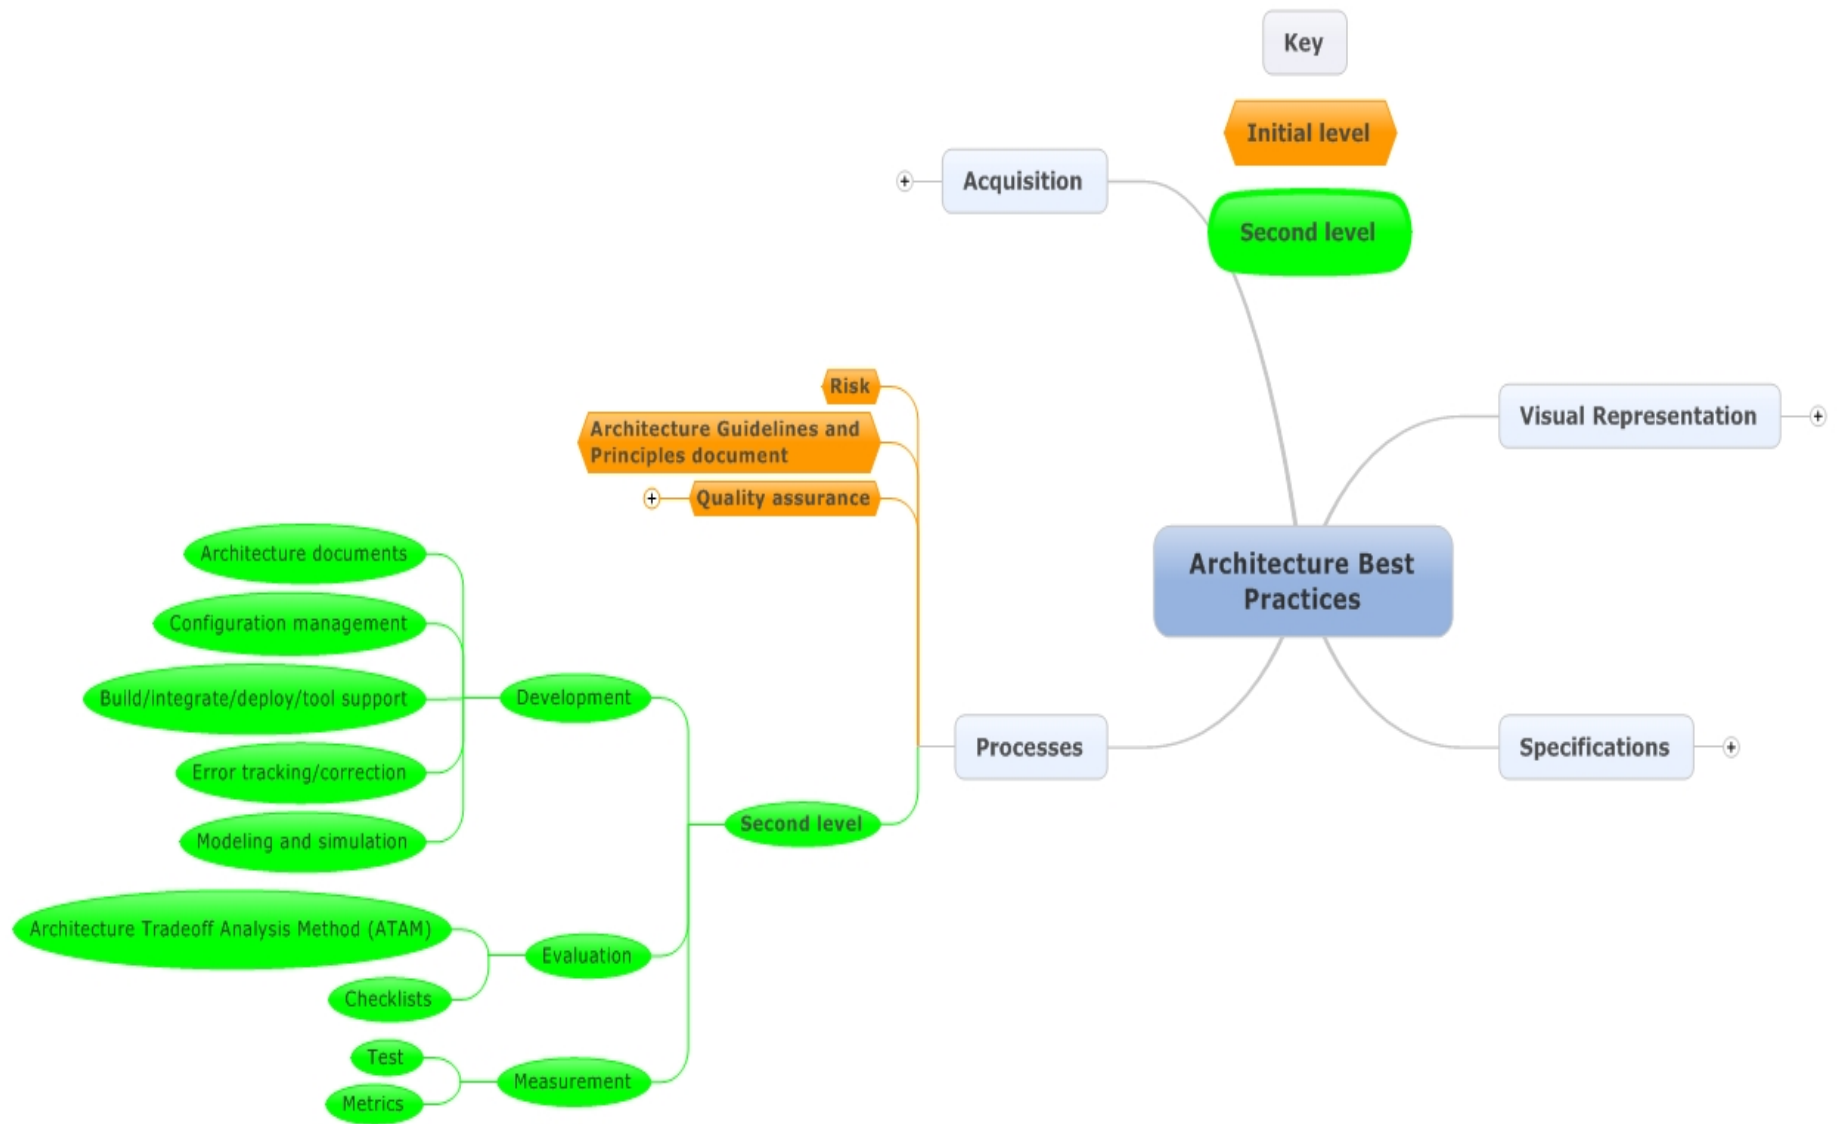 Key
Initial level
Acquisition
Second level
Risk
Visual Representation
Architecture Guidelines and
Principles document
Quality assurance
Architecture documents
Architecture Best
Practices
Configuration management
Development
Build/integrate/deploy/tool support
Processes
Specifications
Error tracking/correction
Second level
Modeling and simulation
Architecture Tradeoff Analysis Method (ATAM)
Evaluation
Checklists
Test
Measurement
Metrics